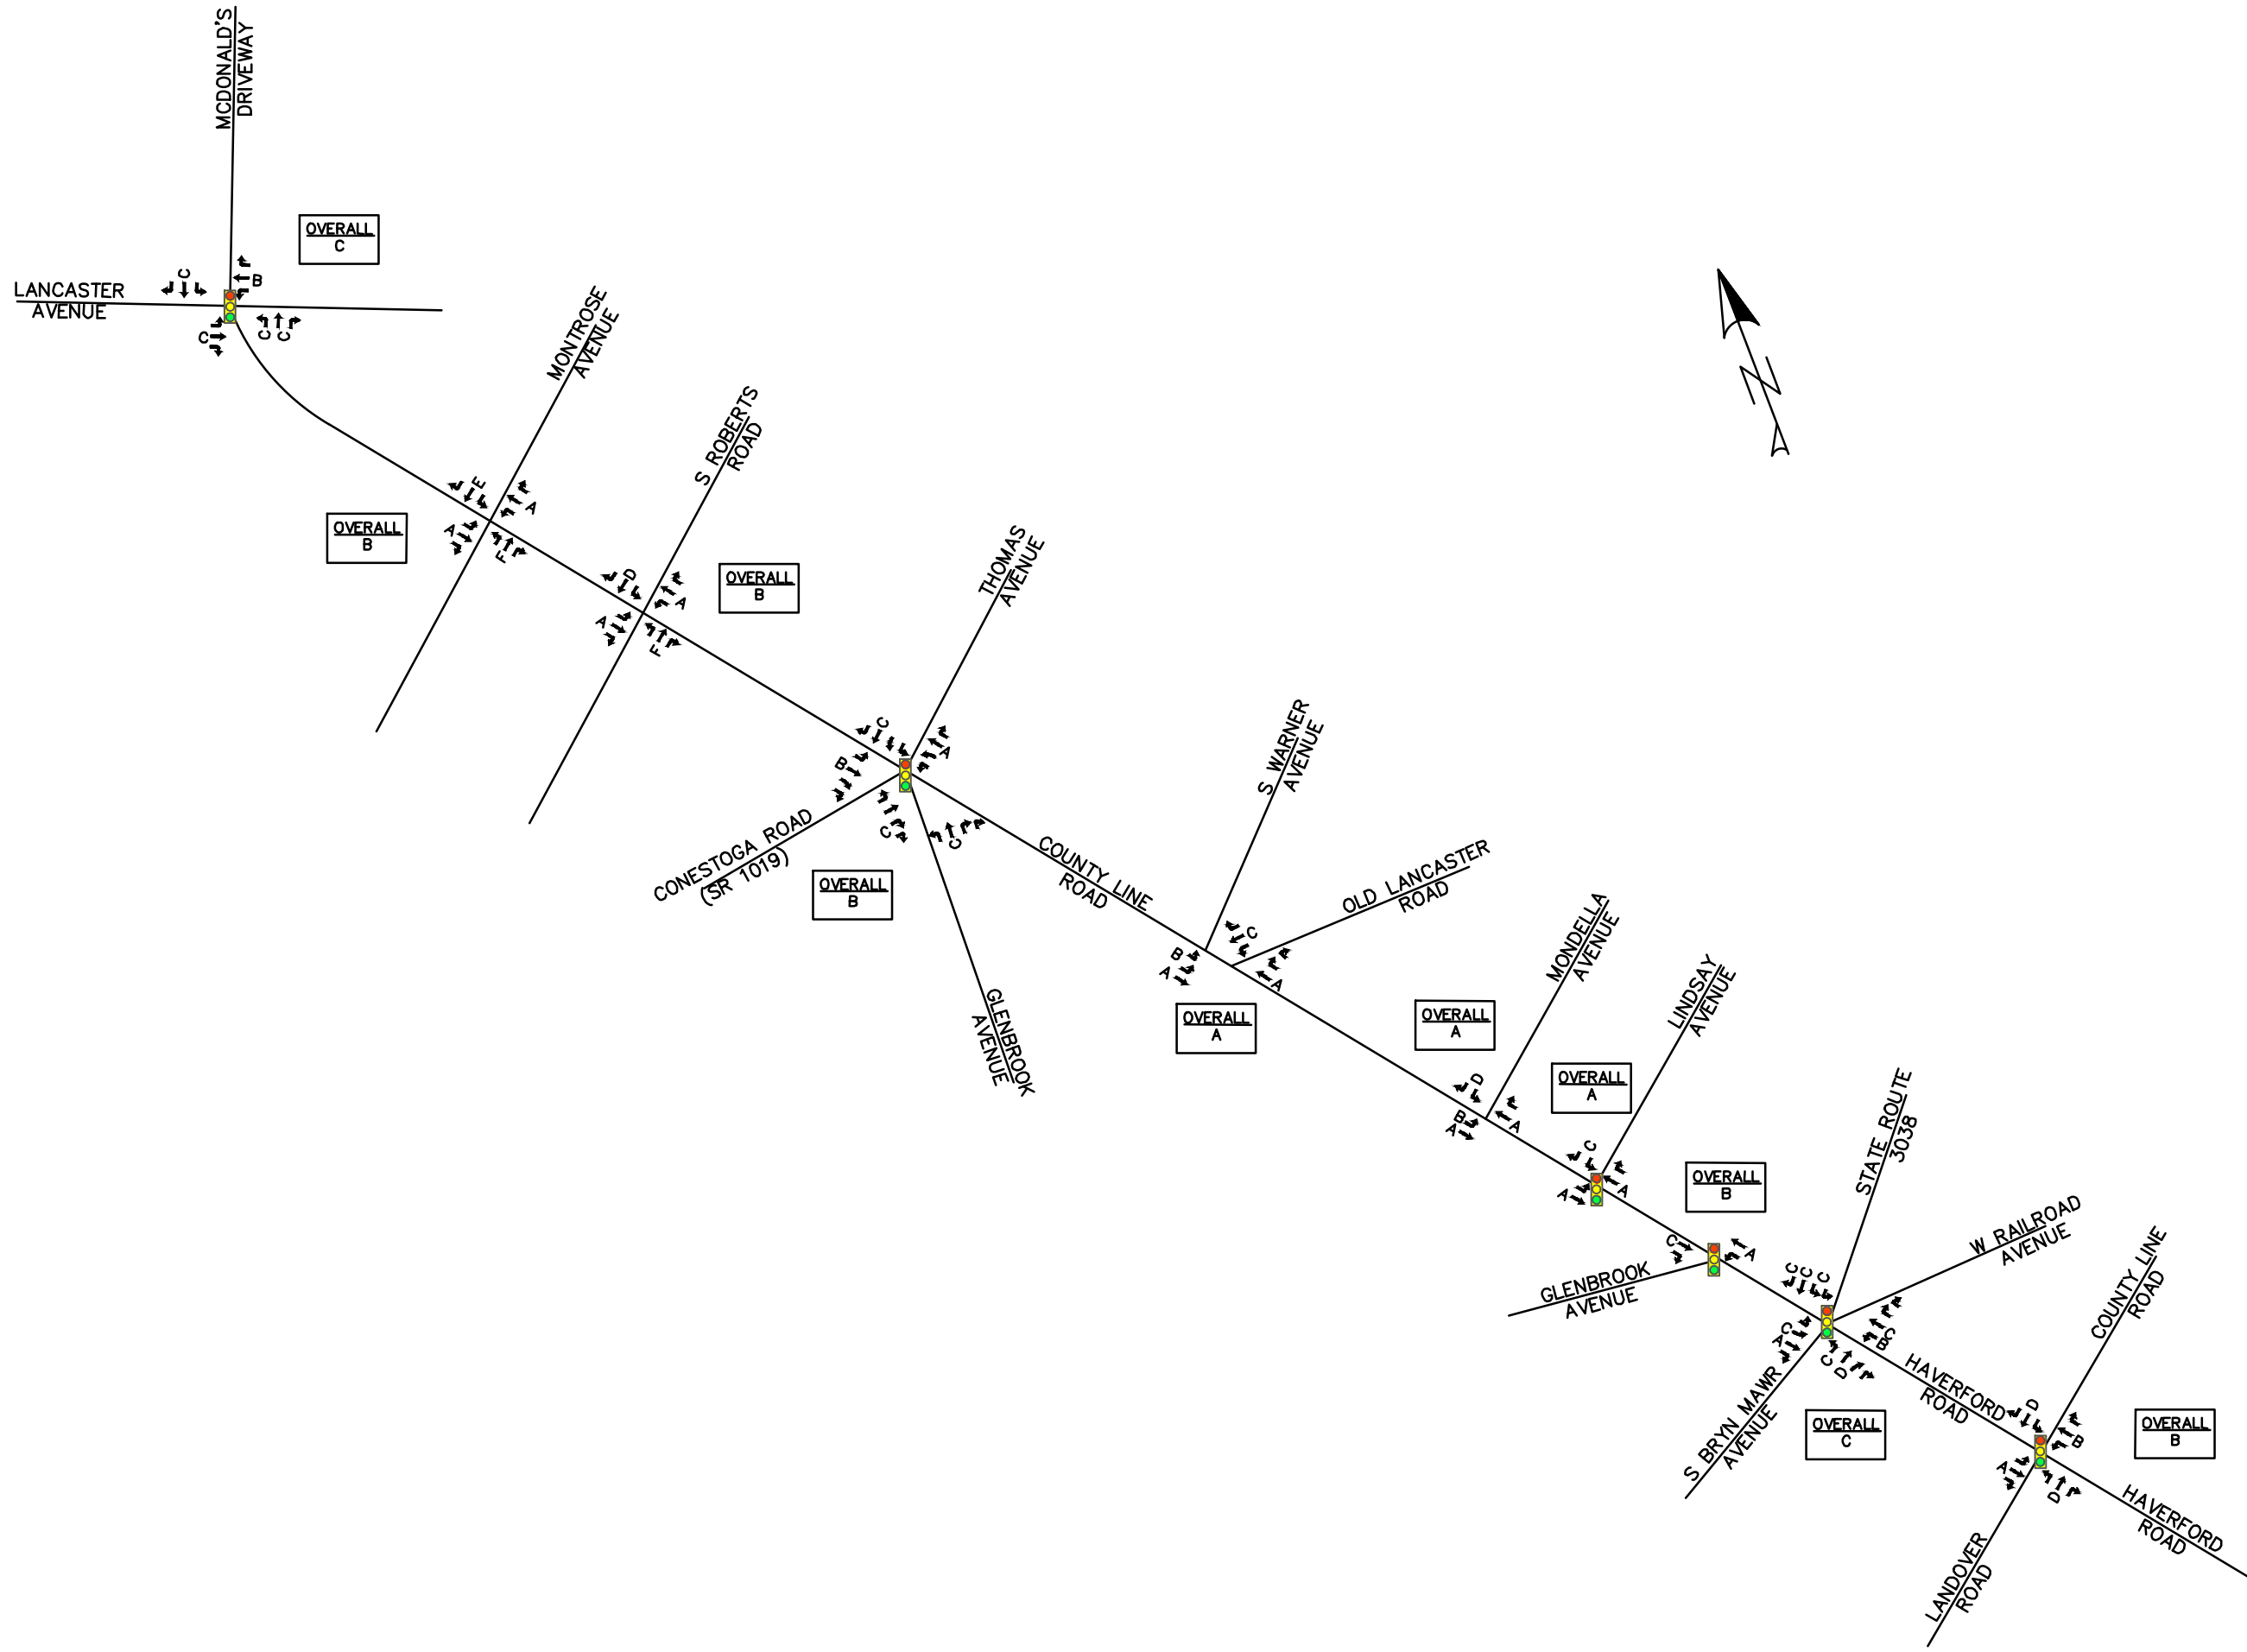 MCDONALD'S
DRIVEWAY
OVERALL
C
C
B
LANCASTER
AVENUE
C
C
C
MONTROSE
AVENUE
E
A
A
F
OVERALL
B
S ROBERTS
ROAD
D
A
A
F
OVERALL
B
THOMAS
AVENUE
C
A
B
C
C
CONESTOGA ROAD
(SR 1019)
OVERALL
B
GLENBROOK
AVENUE
COUNTY LINE
ROAD
S WARNER
AVENUE
OLD LANCASTER
ROAD
C
B
A
A
OVERALL
A
MONDELLA
AVENUE
OVERALL
A
D
B
A
A
LINDSAY
AVENUE
OVERALL
A
C
A
A
OVERALL
B
C
A
GLENBROOK
AVENUE
STATE ROUTE
3038
W RAILROAD
AVENUE
C
C
C
C
A
C
B
C
D
S BRYN MAWR
AVENUE
OVERALL
C
HAVERFORD
ROAD
COUNTY LINE
ROAD
D
B
A
D
OVERALL
B
LANDOVER
ROAD
HAVERFORD
ROAD
N